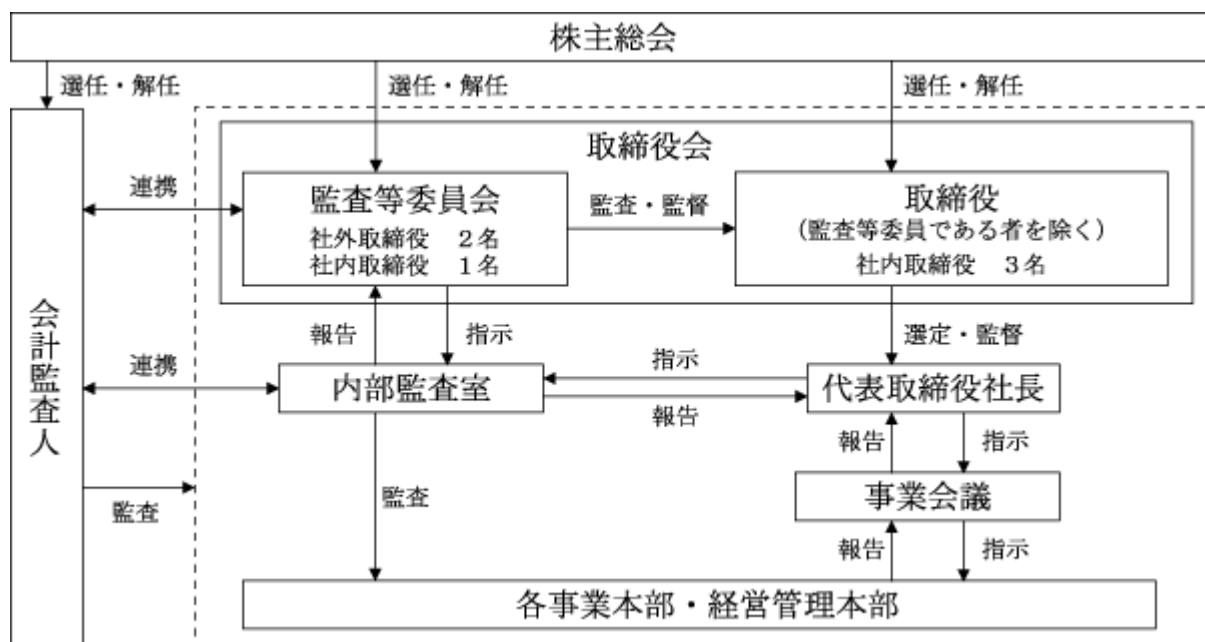 株主総会
選任・解任
選任・解任
選任・解任
取締役会
連携
監査等委員会
社外取締役　２名
社内取締役　１名
監査・監督
取締役
（監査等委員である者を除く）
社内取締役　３名
会計監査人
報告
指示
選定・監督
連携
内部監査室
指示
報告
代表取締役社長
報告
指示
監査
監査
事業会議
報告
指示
各事業本部・経営管理本部